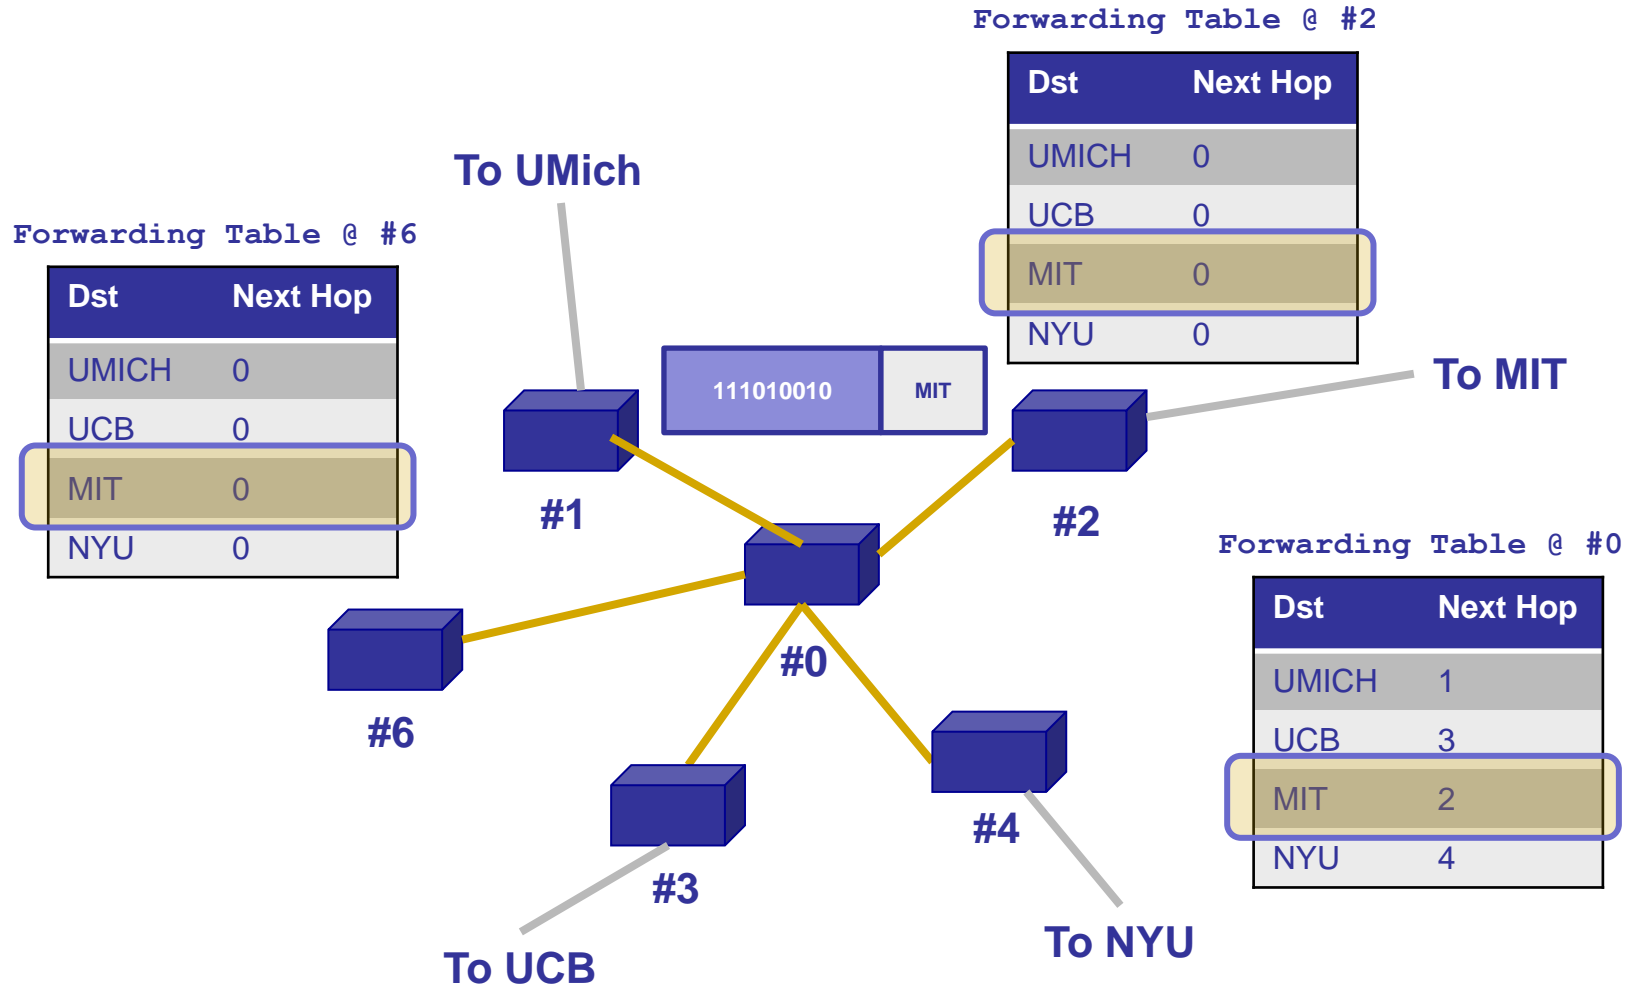 Forwarding Table @ #2
Dst Next Hop
UMICH 0
UCB 0
MIT 0
NYU 0
To UMich
Forwarding Table @ #6
Dst Next Hop
UMICH 0
UCB 0
MIT 0
NYU 0
111010010 MIT
To MIT
#1
#2
#0
#6
#3
#4
To UCB
To NYU
Forwarding Table @ #0
Dst Next Hop
UMICH 1
UCB 3
MIT 2
NYU 4